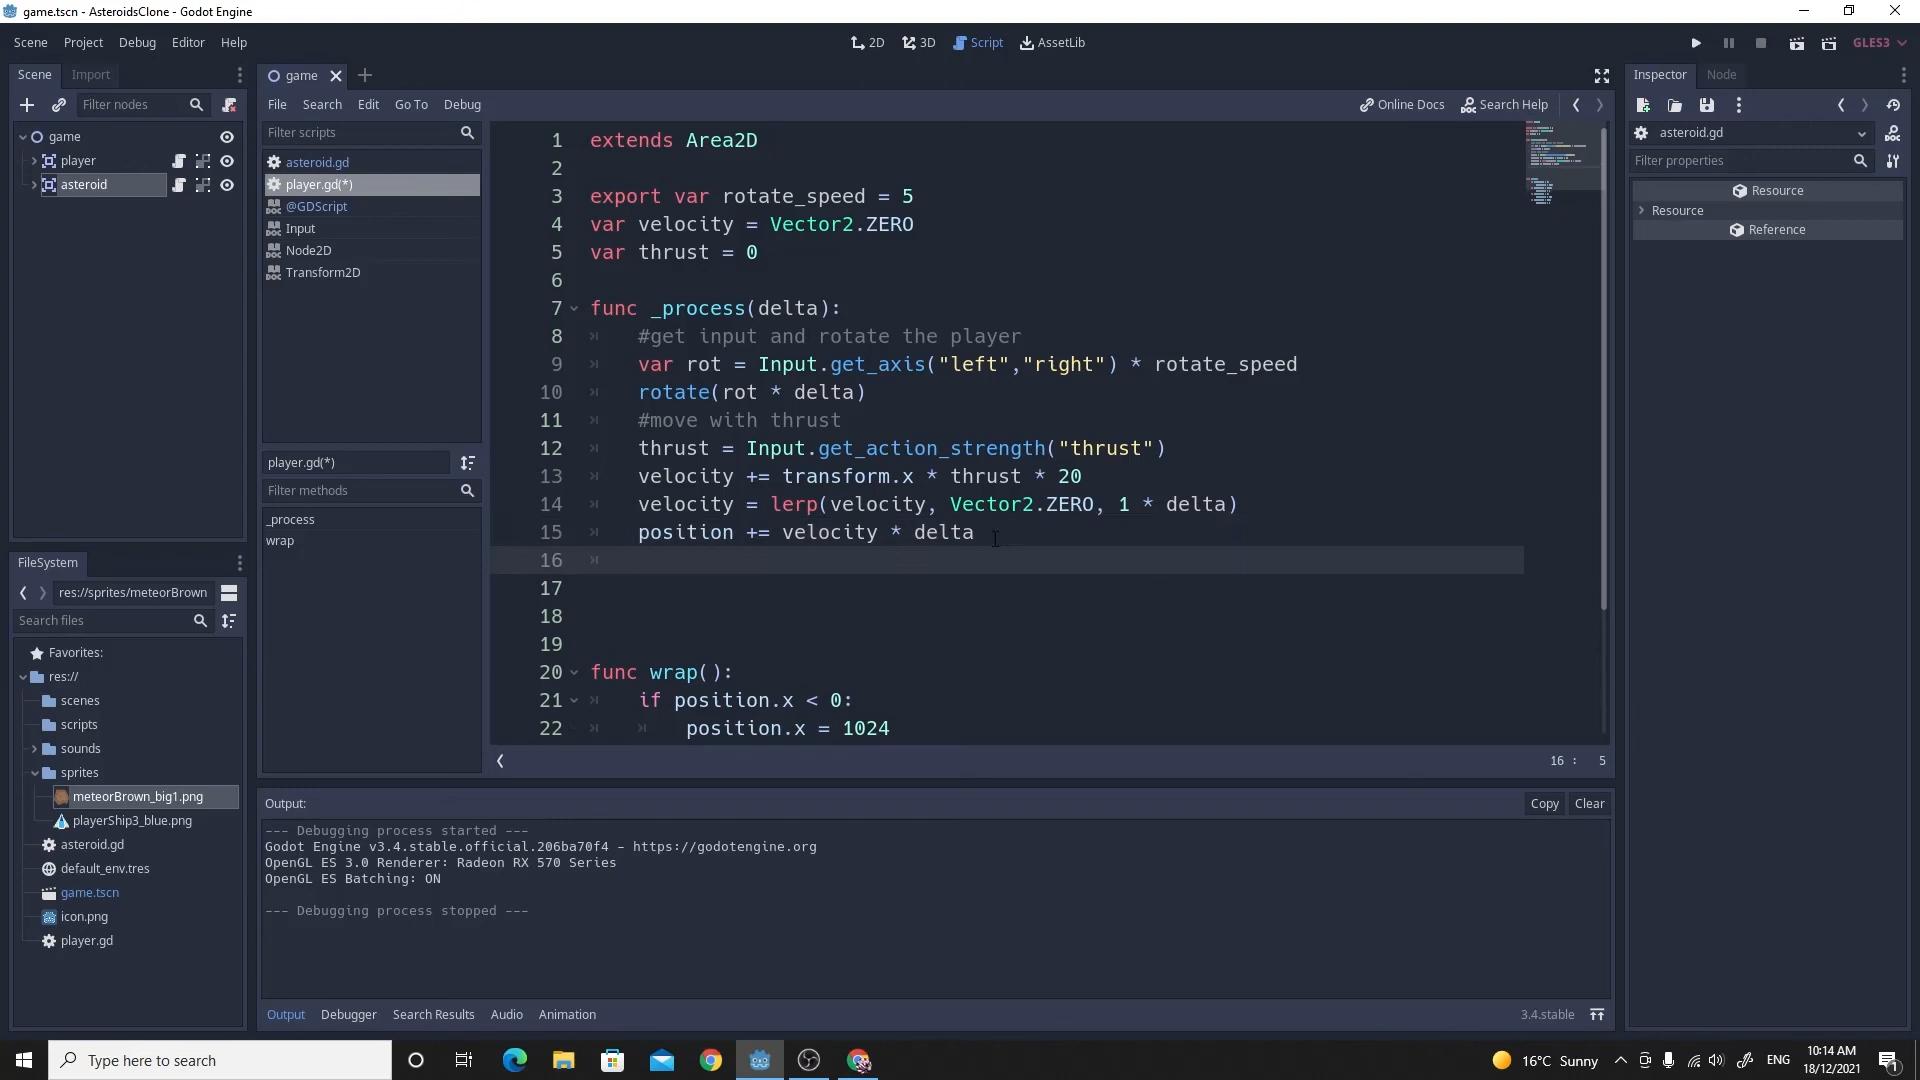 game.tscn - AsteroidsClone - Godot Engine
Scene Project Debug Editor Help
2D 3D Script AssetLib
GLES3
Scene Import
Filter nodes
game
player
asteroid
game
File Search Edit Go To Debug
Online Docs Search Help
Filter scripts
asteroid.gd
player.gd(*)
@GDScript
Input
Node2D
Transform2D
player.gd(*)
Filter methods
_process
wrap
1 extends Area2D
2
3 export var rotate_speed = 5
4 var velocity = Vector2.ZERO
5 var thrust = 0
6
7 func _process(delta):
8 #get input and rotate the player
9 var rot = Input.get_axis("left","right") * rotate_speed
10 rotate(rot * delta)
11 #move with thrust
12 thrust = Input.get_action_strength("thrust")
13 velocity += transform.x * thrust * 20
14 velocity = lerp(velocity, Vector2.ZERO, 1 * delta)
15 position += velocity * delta
16
17
18
19
20 func wrap():
21 if position.x < 0:
22 position.x = 1024
16 : 5
Inspector Node
asteroid.gd
Filter properties
Resource
Resource
Reference
FileSystem
res://sprites/meteorBrown
Search files
Favorites:
res://
scenes
scripts
sounds
sprites
meteorBrown_big1.png
playerShip3_blue.png
asteroid.gd
default_env.tres
game.tscn
icon.png
player.gd
Output:
Copy Clear
--- Debugging process started ---
Godot Engine v3.4.stable.official.206ba70f4 - https://godotengine.org
OpenGL ES 3.0 Renderer: Radeon RX 570 Series
OpenGL ES Batching: ON
--- Debugging process stopped ---
Output Debugger Search Results Audio Animation
3.4.stable
Type here to search
16°C Sunny
ENG
10:14 AM
18/12/2021
1